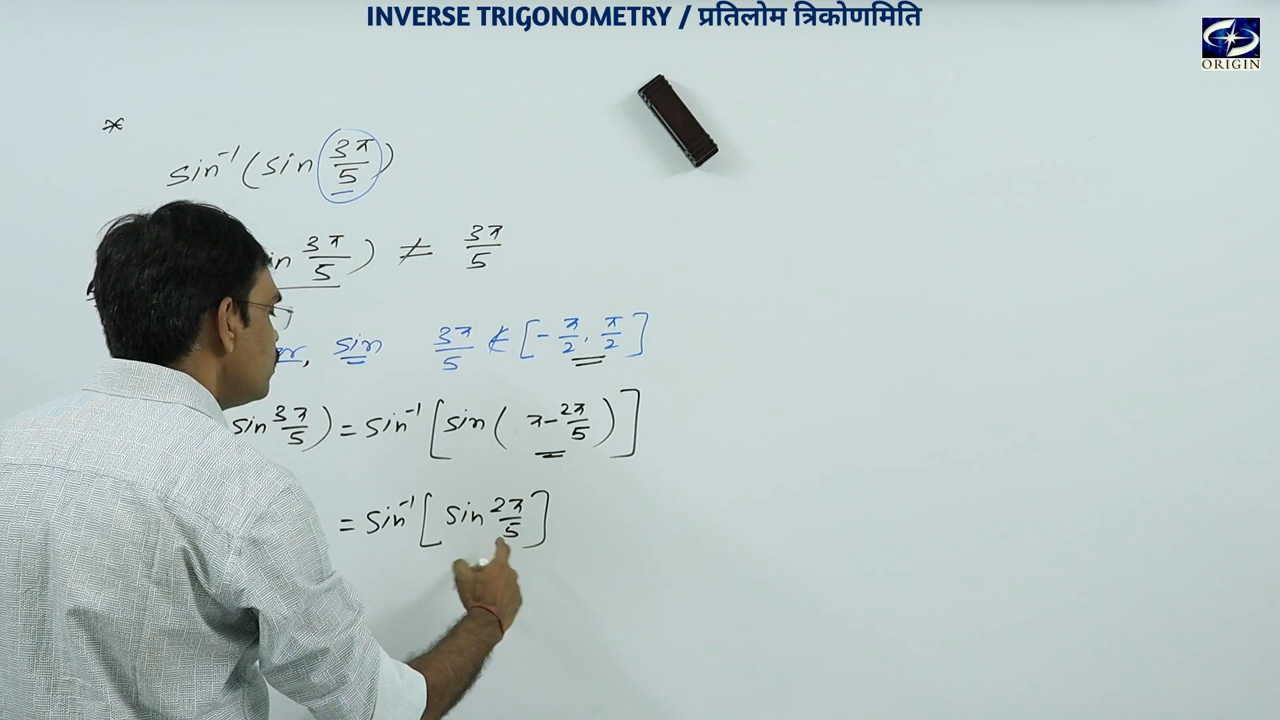 INVERSE TRIGONOMETRY / प्रतिलोम त्रिकोणमिति
ORIGIN
*
sin⁻¹(sin 3π/5)
in 3π/5) ≠ 3π/5
er, sin 3π/5 ∉ [-π/2, π/2]
sin 3π/5) = sin⁻¹[sin(π-2π/5)]
= sin⁻¹[sin 2π/5]